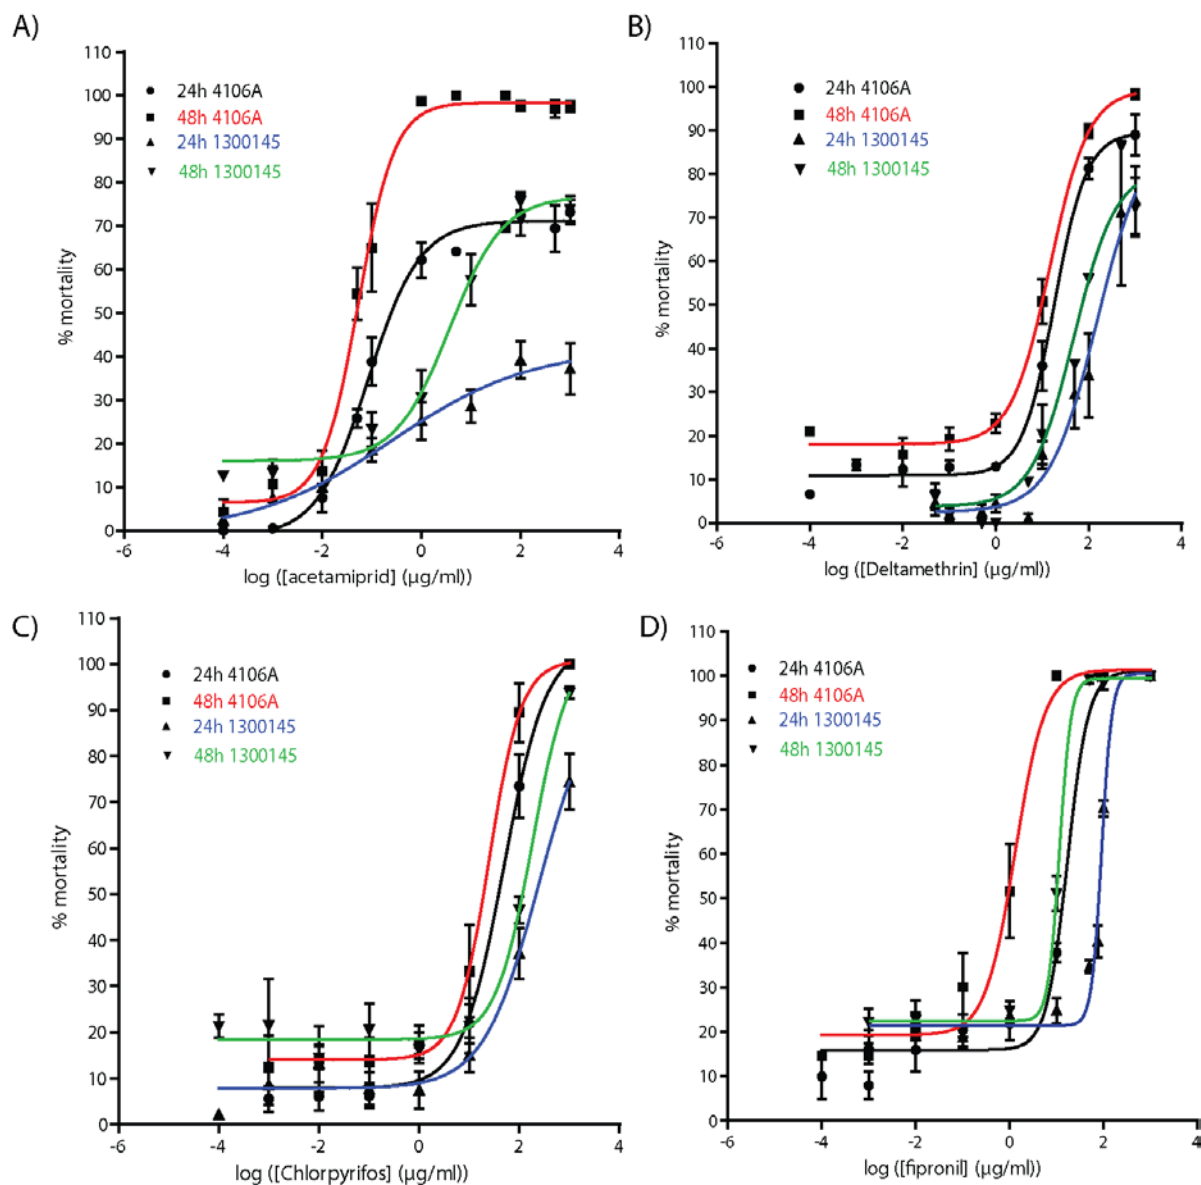 A)
110
100
90
80
70
60
50
40
30
20
10
0
% mortality
24h 4106A
48h 4106A
24h 1300145
48h 1300145
-6
-4
-2
0
2
4
log ([acetamiprid] (µg/ml))
B)
110
100
90
80
70
60
50
40
30
20
10
0
% mortality
24h 4106A
48h 4106A
24h 1300145
48h 1300145
-6
-4
-2
0
2
4
log ([Deltamethrin] (µg/ml))
C)
110
100
90
80
70
60
50
40
30
20
10
0
% mortality
24h 4106A
48h 4106A
24h 1300145
48h 1300145
-6
-4
-2
0
2
4
log ([Chlorpyrifos] (µg/ml))
D)
110
100
90
80
70
60
50
40
30
20
10
0
% mortality
24h 4106A
48h 4106A
24h 1300145
48h 1300145
-6
-4
-2
0
2
4
log ([fipronil] (µg/ml))